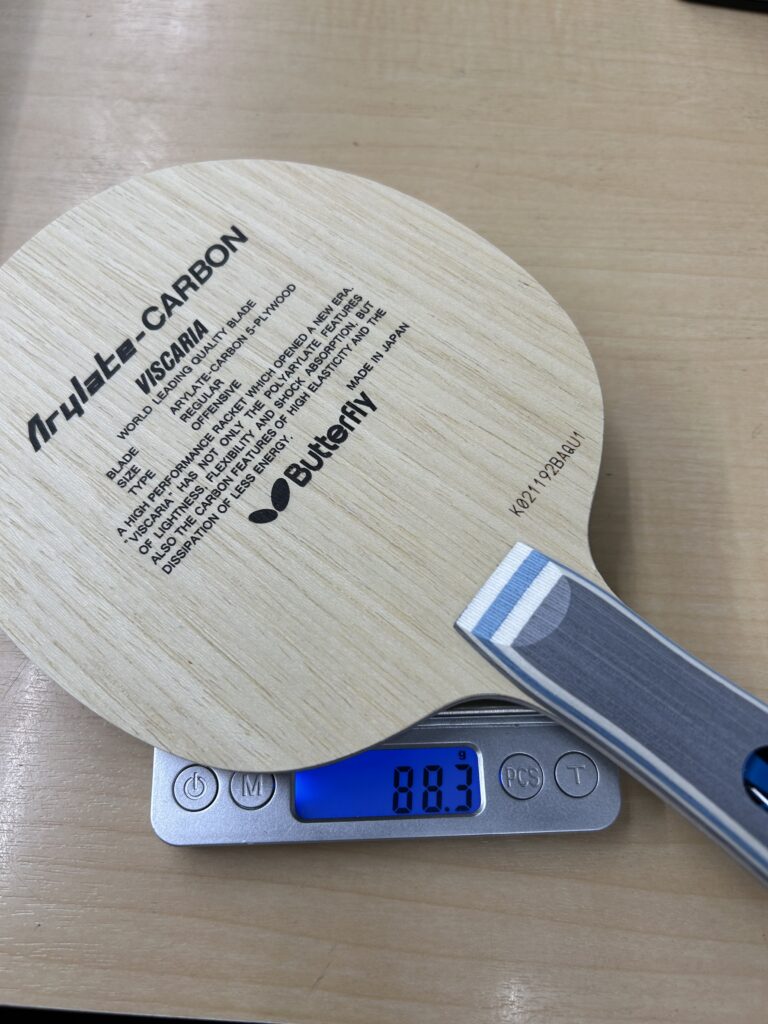 Arylate-CARBON
VISCARIA
WORLD LEADING QUALITY BLADE
BLADE ARYLATE-CARBON 5-PLYWOOD
SIZE REGULAR
TYPE OFFENSIVE
A HIGH PERFORMANCE RACKET WHICH OPENED A NEW ERA.
"VISCARIA" HAS NOT ONLY THE POLYARYLATE FEATURES
OF LIGHTNESS, FLEXIBILITY AND SHOCK ABSORPTION, BUT
ALSO THE CARBON FEATURES OF HIGH ELASTICITY AND THE
DISSIPATION OF LESS ENERGY.
Butterfly MADE IN JAPAN
K021192BAQU1
M
g
88.3
PCS
T